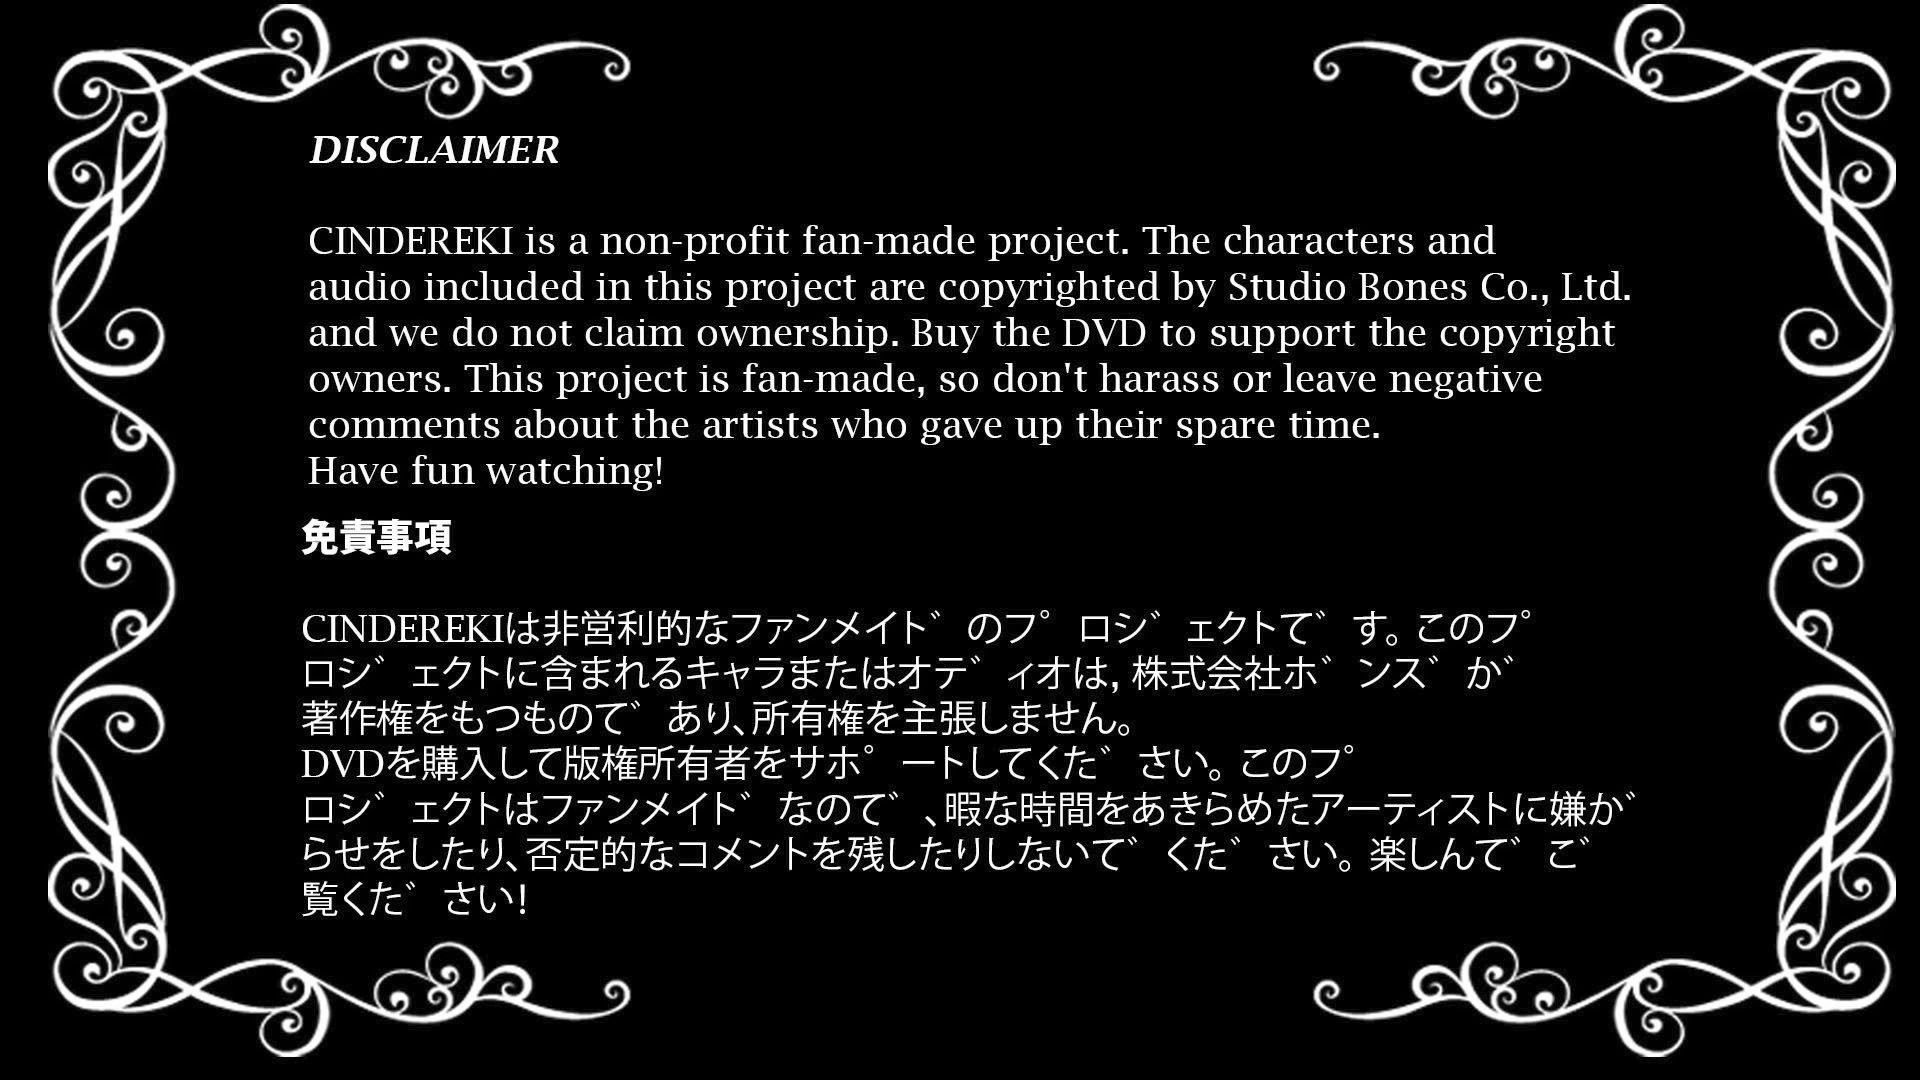 DISCLAIMER
CINDEREKI is a non-profit fan-made project. The characters and
audio included in this project are copyrighted by Studio Bones Co., Ltd.
and we do not claim ownership. Buy the DVD to support the copyright
owners. This project is fan-made, so don't harass or leave negative
comments about the artists who gave up their spare time.
Have fun watching!
免責事項
CINDEREKIは非営利的なファンメイト゛のフ゜ロシ゛ェクトて゛す。このフ゜
ロシ゛ェクトに含まれるキャラまたはオテ゛ィオは, 株式会社ホ゛ンス゛か゛
著作権をもつものて゛あり、所有権を主張しません。
DVDを購入して版権所有者をサホ゜ートしてくた゛さい。このフ゜
ロシ゛ェクトはファンメイト゛なのて゛、暇な時間をあきらめたアーティストに嫌か゛
らせをしたり、否定的なコメントを残したりしないて゛くた゛さい。楽しんて゛こ゛
覧くた゛さい!